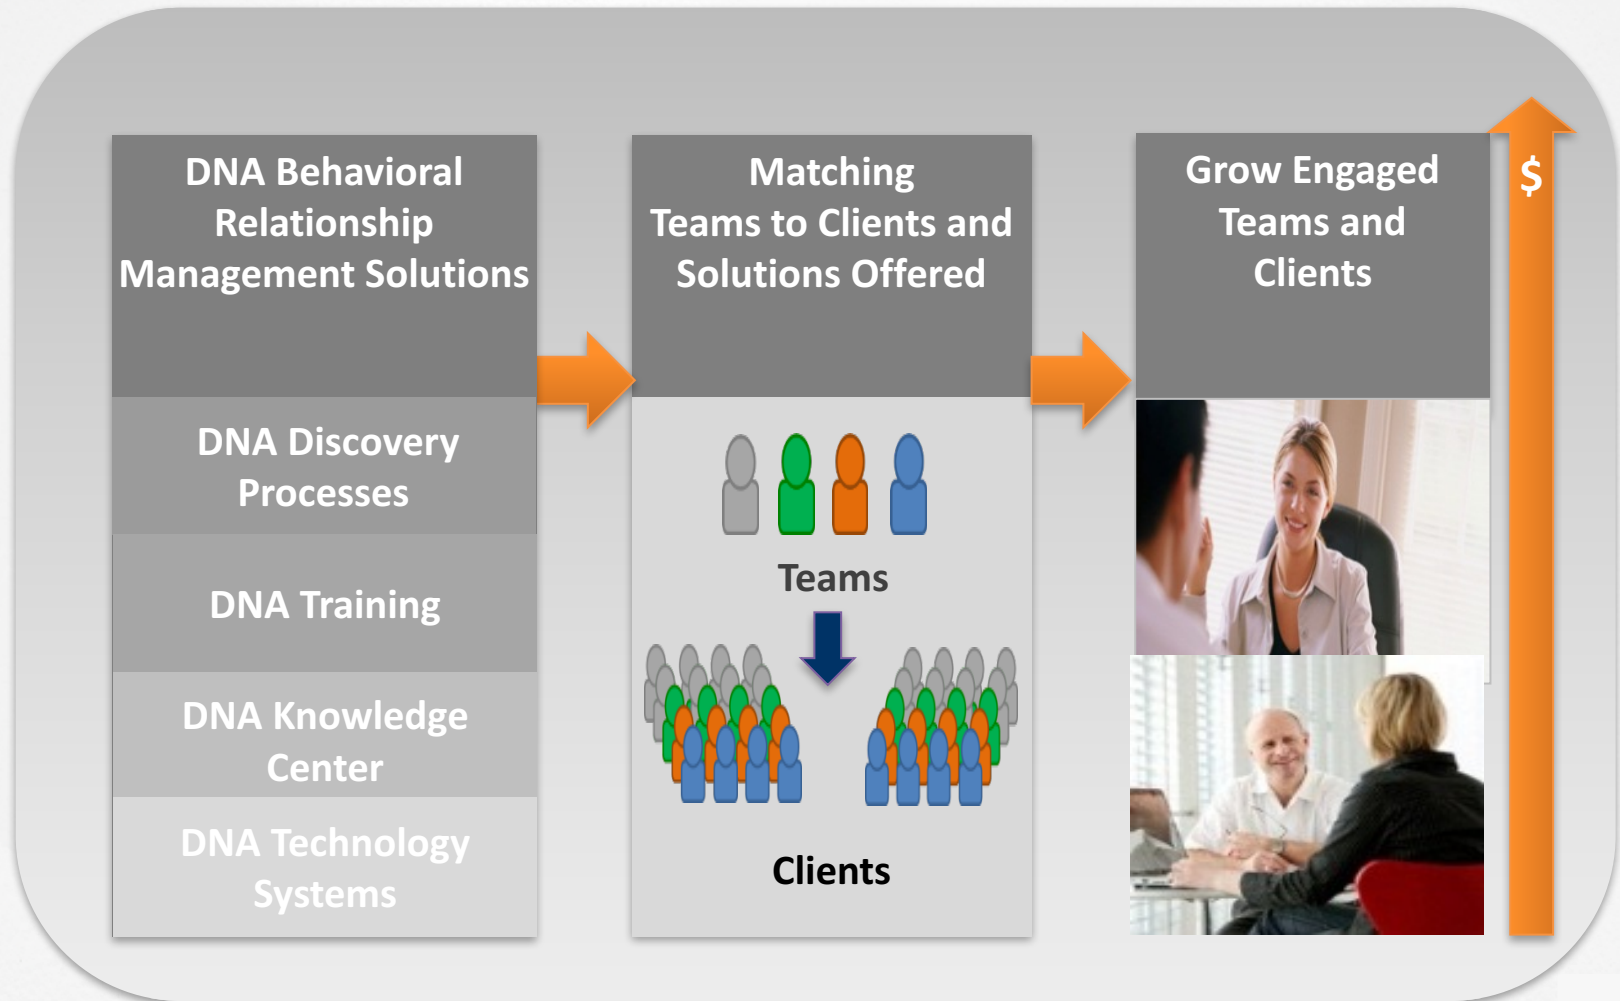 DNA Behavioral
Relationship
Management Solutions
DNA Discovery
Processes
DNA Training
DNA Knowledge
Center
DNA Technology
Systems
Matching
Teams to Clients and
Solutions Offered
Teams
Clients
Grow Engaged
Teams and
Clients
$